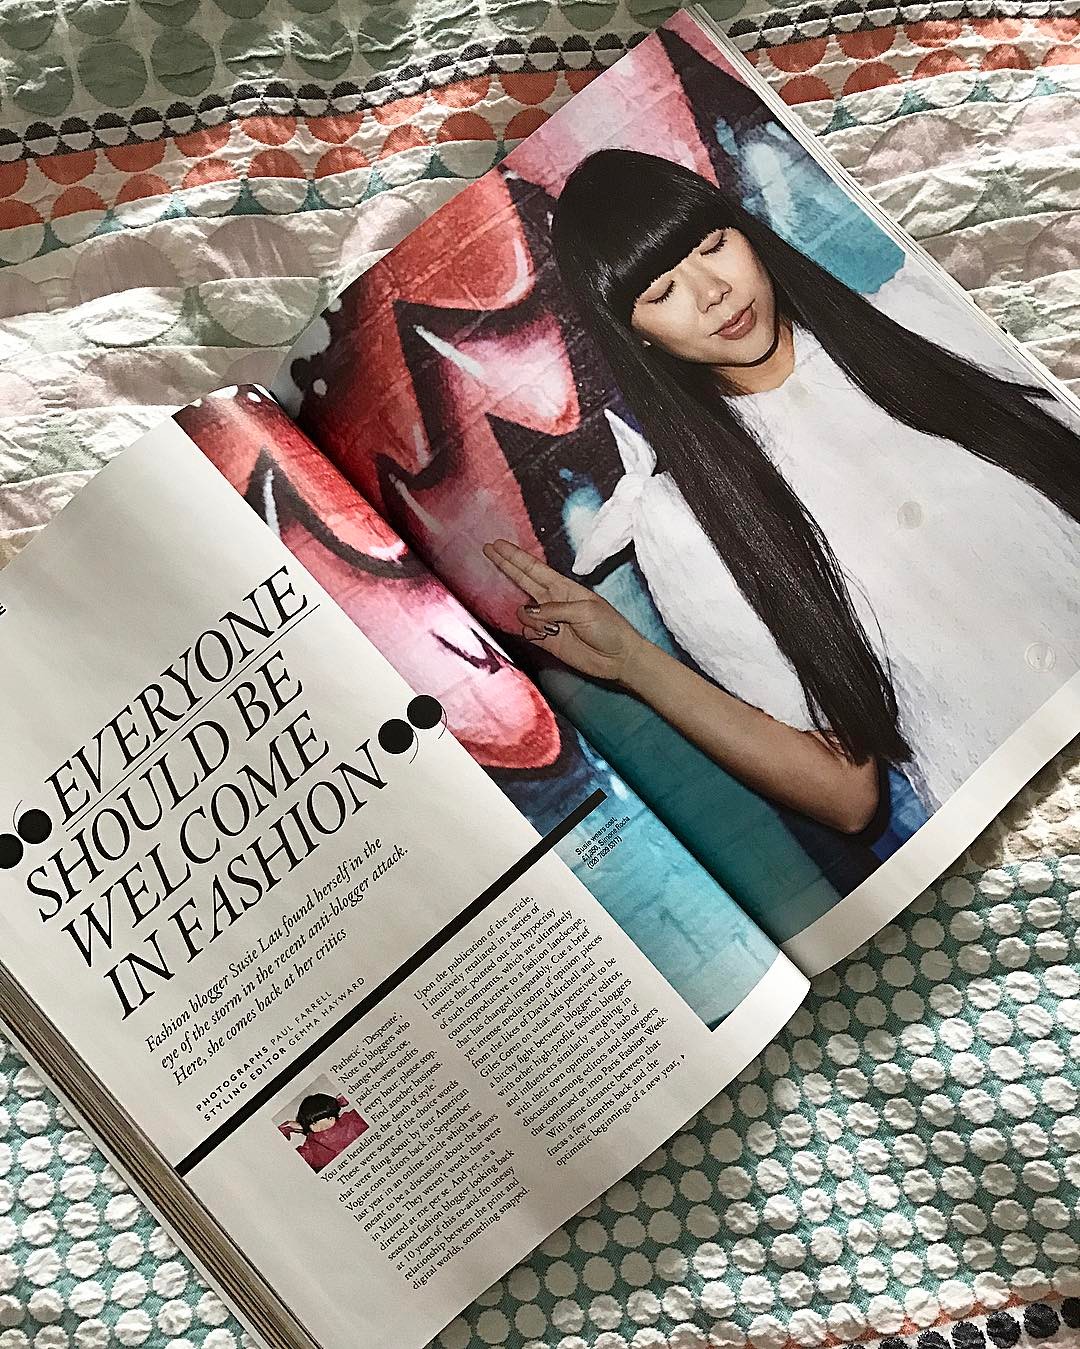 “EVERYONE
SHOULD BE
WELCOME
IN FASHION”
Fashion blogger Susie Lau found herself in the
eye of the storm in the recent anti-blogger attack.
Here, she comes back at her critics
PHOTOGRAPHS PAUL FARRELL
STYLING EDITOR GEMMA HAYWARD
'Pathetic', 'Desperate',
'Note to bloggers who
change head-to-toe,
paid-to-wear outfits
every hour: please stop.
Find another business.
You are heralding the death of style.'
These were some of the choice words
that were flung about by four American
Vogue.com editors back in September
last year in an online article which was
meant to be a discussion about the shows
in Milan. They weren't words that were
directed at me per se. And yet, as a
seasoned fashion blogger looking back
at 10 years of this to-and-fro uneasy
relationship between the print and
digital worlds, something snapped.
Upon the publication of the article,
I intuitively retaliated in a series of
tweets that pointed out the hypocrisy
of such comments, which are ultimately
counterproductive to a fashion landscape,
that has changed irreparably. Cue a brief
yet intense media storm of opinion pieces
from the likes of David Mitchell and
Giles Coren on what was perceived to be
a bitchy fight between blogger v editor,
with other high-profile fashion bloggers
and influencers similarly weighing in
with their own opinions and a hub of
discussion among editors and showgoers
that continued on into Paris Fashion Week.
With some distance between that
fracas a few months back and the
optimistic beginnings of a new year,
Susie wears coat,
£1,356, Simone Rocha
(020 7629 6317)